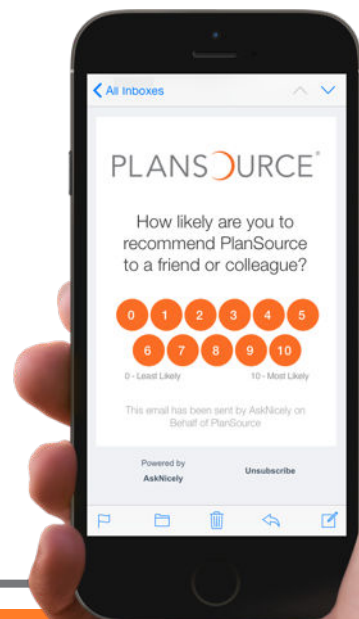 All Inboxes
PLANSOURCE®
How likely are you to
recommend PlanSource
to a friend or colleague?
0 1 2 3 4 5
6 7 8 9 10
0 - Least Likely 10 - Most Likely
This email has been sent by AskNicely on
Behalf of PlanSource
Powered by
AskNicely Unsubscribe